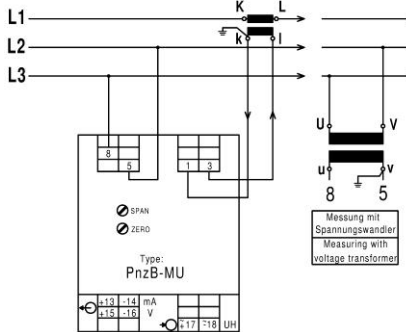 K L
L1
k l
L2
L3
U V
8
5 1 3
u v
8 5
SPAN
ZERO
Messung mit
Spannungswandler
Measuring with
voltage transformer
Type:
PnzB-MU
+13 -14 mA
+15 -16 V
17 18 UH